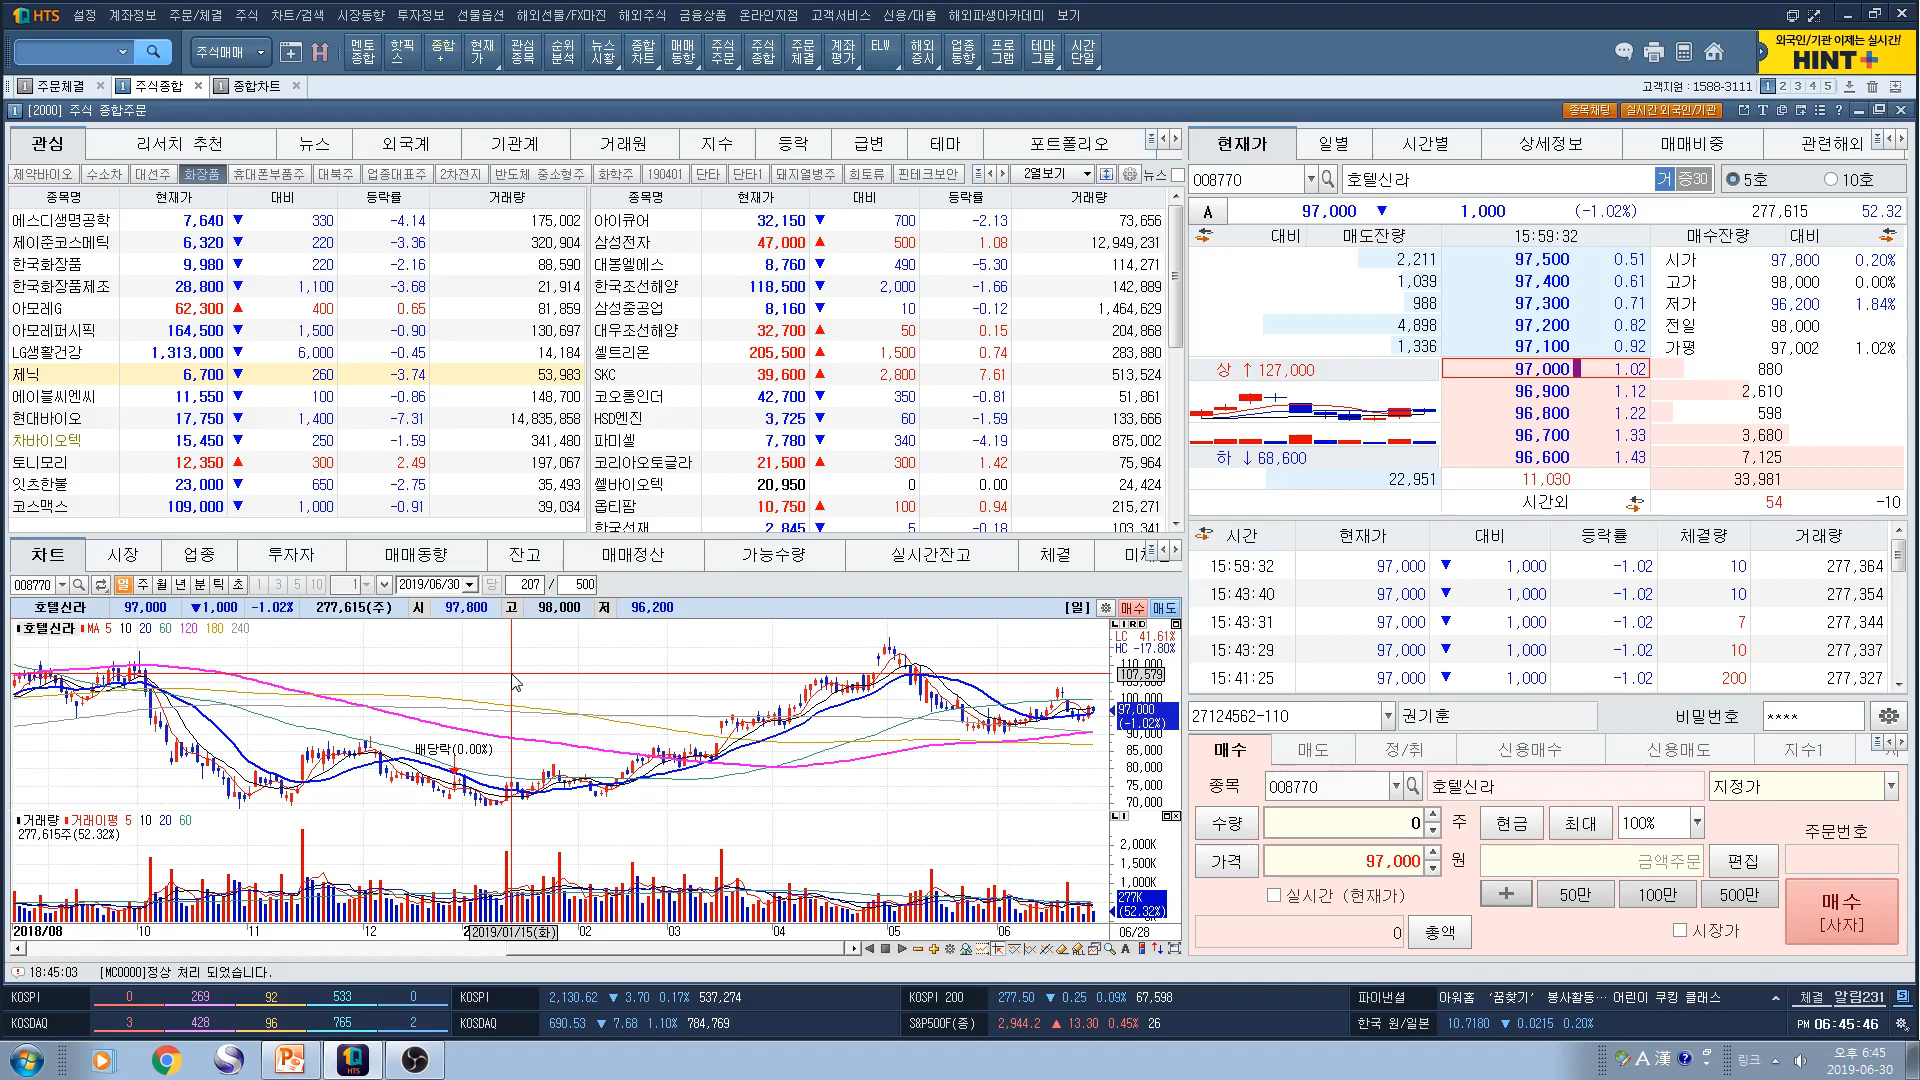 HTS 설정 계좌정보 주문/체결 주식 차트/검색 시장동향 투자정보 선물옵션 해외선물/FX마진 해외주식 금융상품 온라인지점 고객서비스 신용/대출 해외파생아카데미 보기
주식매매 멘토종합 핫픽스 종합+ 현재가 관심종목 순위분석 뉴스시황 종합차트 매매동향 주식주문 주식종합 주문체결 계좌평가 ELW 해외증시 업종동향 프로그램 테마그룹 시간단일
외국인/기관 이제는 실시간!
HINT+
1 주문체결 1 주식종합 1 종합차트 고객지원 : 1588-3111 1 2 3 4 5
1 [2000] 주식 종합주문 종목채팅 실시간 외국인/기관
관심 리서치 추천 뉴스 외국계 기관계 거래원 지수 등락 급변 테마 포트폴리오
제약바이오 수소차 대선주 화장품 휴대폰부품주 대북주 업종대표주 2차전지 반도체 중소형주 화학주 190401 단타 단타1 돼지열병주 희토류 핀테크보안 2열보기 뉴스
종목명 현재가 대비 등락률 거래량
에스디생명공학 7,640 ▼ 330 -4.14 175,002
제이준코스메틱 6,320 ▼ 220 -3.36 320,904
한국화장품 9,980 ▼ 220 -2.16 88,590
한국화장품제조 28,800 ▼ 1,100 -3.68 21,914
아모레G 62,300 ▲ 400 0.65 81,859
아모레퍼시픽 164,500 ▼ 1,500 -0.90 130,697
LG생활건강 1,313,000 ▼ 6,000 -0.45 14,184
제닉 6,700 ▼ 260 -3.74 53,983
에이블씨엔씨 11,550 ▼ 100 -0.86 148,700
현대바이오 17,750 ▼ 1,400 -7.31 14,835,858
차바이오텍 15,450 ▼ 250 -1.59 341,480
토니모리 12,350 ▲ 300 2.49 197,067
잇츠한불 23,000 ▼ 650 -2.75 35,493
코스맥스 109,000 ▼ 1,000 -0.91 39,034
종목명 현재가 대비 등락률 거래량
아이큐어 32,150 ▼ 700 -2.13 73,656
삼성전자 47,000 ▲ 500 1.08 12,949,231
대봉엘에스 8,760 ▼ 490 -5.30 114,271
한국조선해양 118,500 ▼ 2,000 -1.66 142,889
삼성중공업 8,160 ▼ 10 -0.12 1,464,629
대우조선해양 32,700 ▲ 50 0.15 204,868
셀트리온 205,500 ▲ 1,500 0.74 283,880
SKC 39,600 ▲ 2,800 7.61 513,524
코오롱인더 42,700 ▼ 350 -0.81 51,861
HSD엔진 3,725 ▼ 60 -1.59 133,666
파미셀 7,780 ▼ 340 -4.19 875,002
코리아오토글라 21,500 ▲ 300 1.42 75,964
쎌바이오텍 20,950 0 0.00 24,424
옵티팜 10,750 ▲ 100 0.94 215,271
한국선재 2,845 ▼ 5 -0.18 103,341
현재가 일별 시간별 상세정보 매매비중 관련해외
008770 호텔신라 거 증30 5호 10호
A 97,000 ▼ 1,000 (-1.02%) 277,615 52.32
대비 매도잔량 15:59:32 매수잔량 대비
2,211 97,500 0.51 시가 97,800 0.20%
1,039 97,400 0.61 고가 98,000 0.00%
988 97,300 0.71 저가 96,200 1.84%
4,898 97,200 0.82 전일 98,000
1,336 97,100 0.92 가평 97,002 1.02%
상 ↑ 127,000 97,000 1.02 880
96,900 1.12 2,610
96,800 1.22 598
96,700 1.33 3,680
하 ↓ 68,600 96,600 1.43 7,125
22,951 11,030 33,981
시간외 54 -10
시간 현재가 대비 등락률 체결량 거래량
15:59:32 97,000 ▼ 1,000 -1.02 10 277,364
15:43:40 97,000 ▼ 1,000 -1.02 10 277,354
15:43:31 97,000 ▼ 1,000 -1.02 7 277,344
15:43:29 97,000 ▼ 1,000 -1.02 10 277,337
15:41:25 97,000 ▼ 1,000 -1.02 200 277,327
차트 시장 업종 투자자 매매동향 잔고 매매정산 가능수량 실시간잔고 체결
008770 일 주 월 년 분 틱 초 1 3 5 10 1 2019/06/30 당 207 / 500
호텔신라 97,000 ▼1,000 -1.02% 277,615(주) 시 97,800 고 98,000 저 96,200 [일] 매수 매도
호텔신라 MA 5 10 20 60 120 180 240
LC 41.61%
HC -17.80%
110,000
107,579
100,000
97,000
(-1.02%)
90,000
85,000
80,000
75,000
70,000
배당락(0.00%)
거래량 거래이평 5 10 20 60
277,615주(52.32%)
2,000K
1,500K
1,000K
277K
(52.32%)
2018/08 10 11 12 2019/01/15(화) 02 03 04 05 06 06/28
27124562-110 권기훈 비밀번호 ****
매수 매도 정/취 신용매수 신용매도 지수1
종목 008770 호텔신라 지정가
수량 0 주 현금 최대 100% 주문번호
가격 97,000 원 금액주문 편집
실시간 (현재가) + 50만 100만 500만 매수
[사자]
0 총액 시장가
18:45:03 [MC0000]정상 처리 되었습니다.
KOSPI 0 269 92 533 0 KOSPI 2,130.62 ▼ 3.70 0.17% 537,274 KOSPI 200 277.50 ▼ 0.25 0.09% 67,598 파이낸셜 아워홈 ‘꿈찾기’ 봉사활동… 어린이 쿠킹 클래스 체결 알림231
KOSDAQ 3 428 96 765 2 KOSDAQ 690.53 ▼ 7.68 1.10% 784,769 S&P500F(종) 2,944.2 ▲ 13.30 0.45% 26 한국 원/일본 10.7180 ▼ 0.0215 0.20% PM 06:45:46
HTS A 漢 링크 오후 6:45
2019-06-30